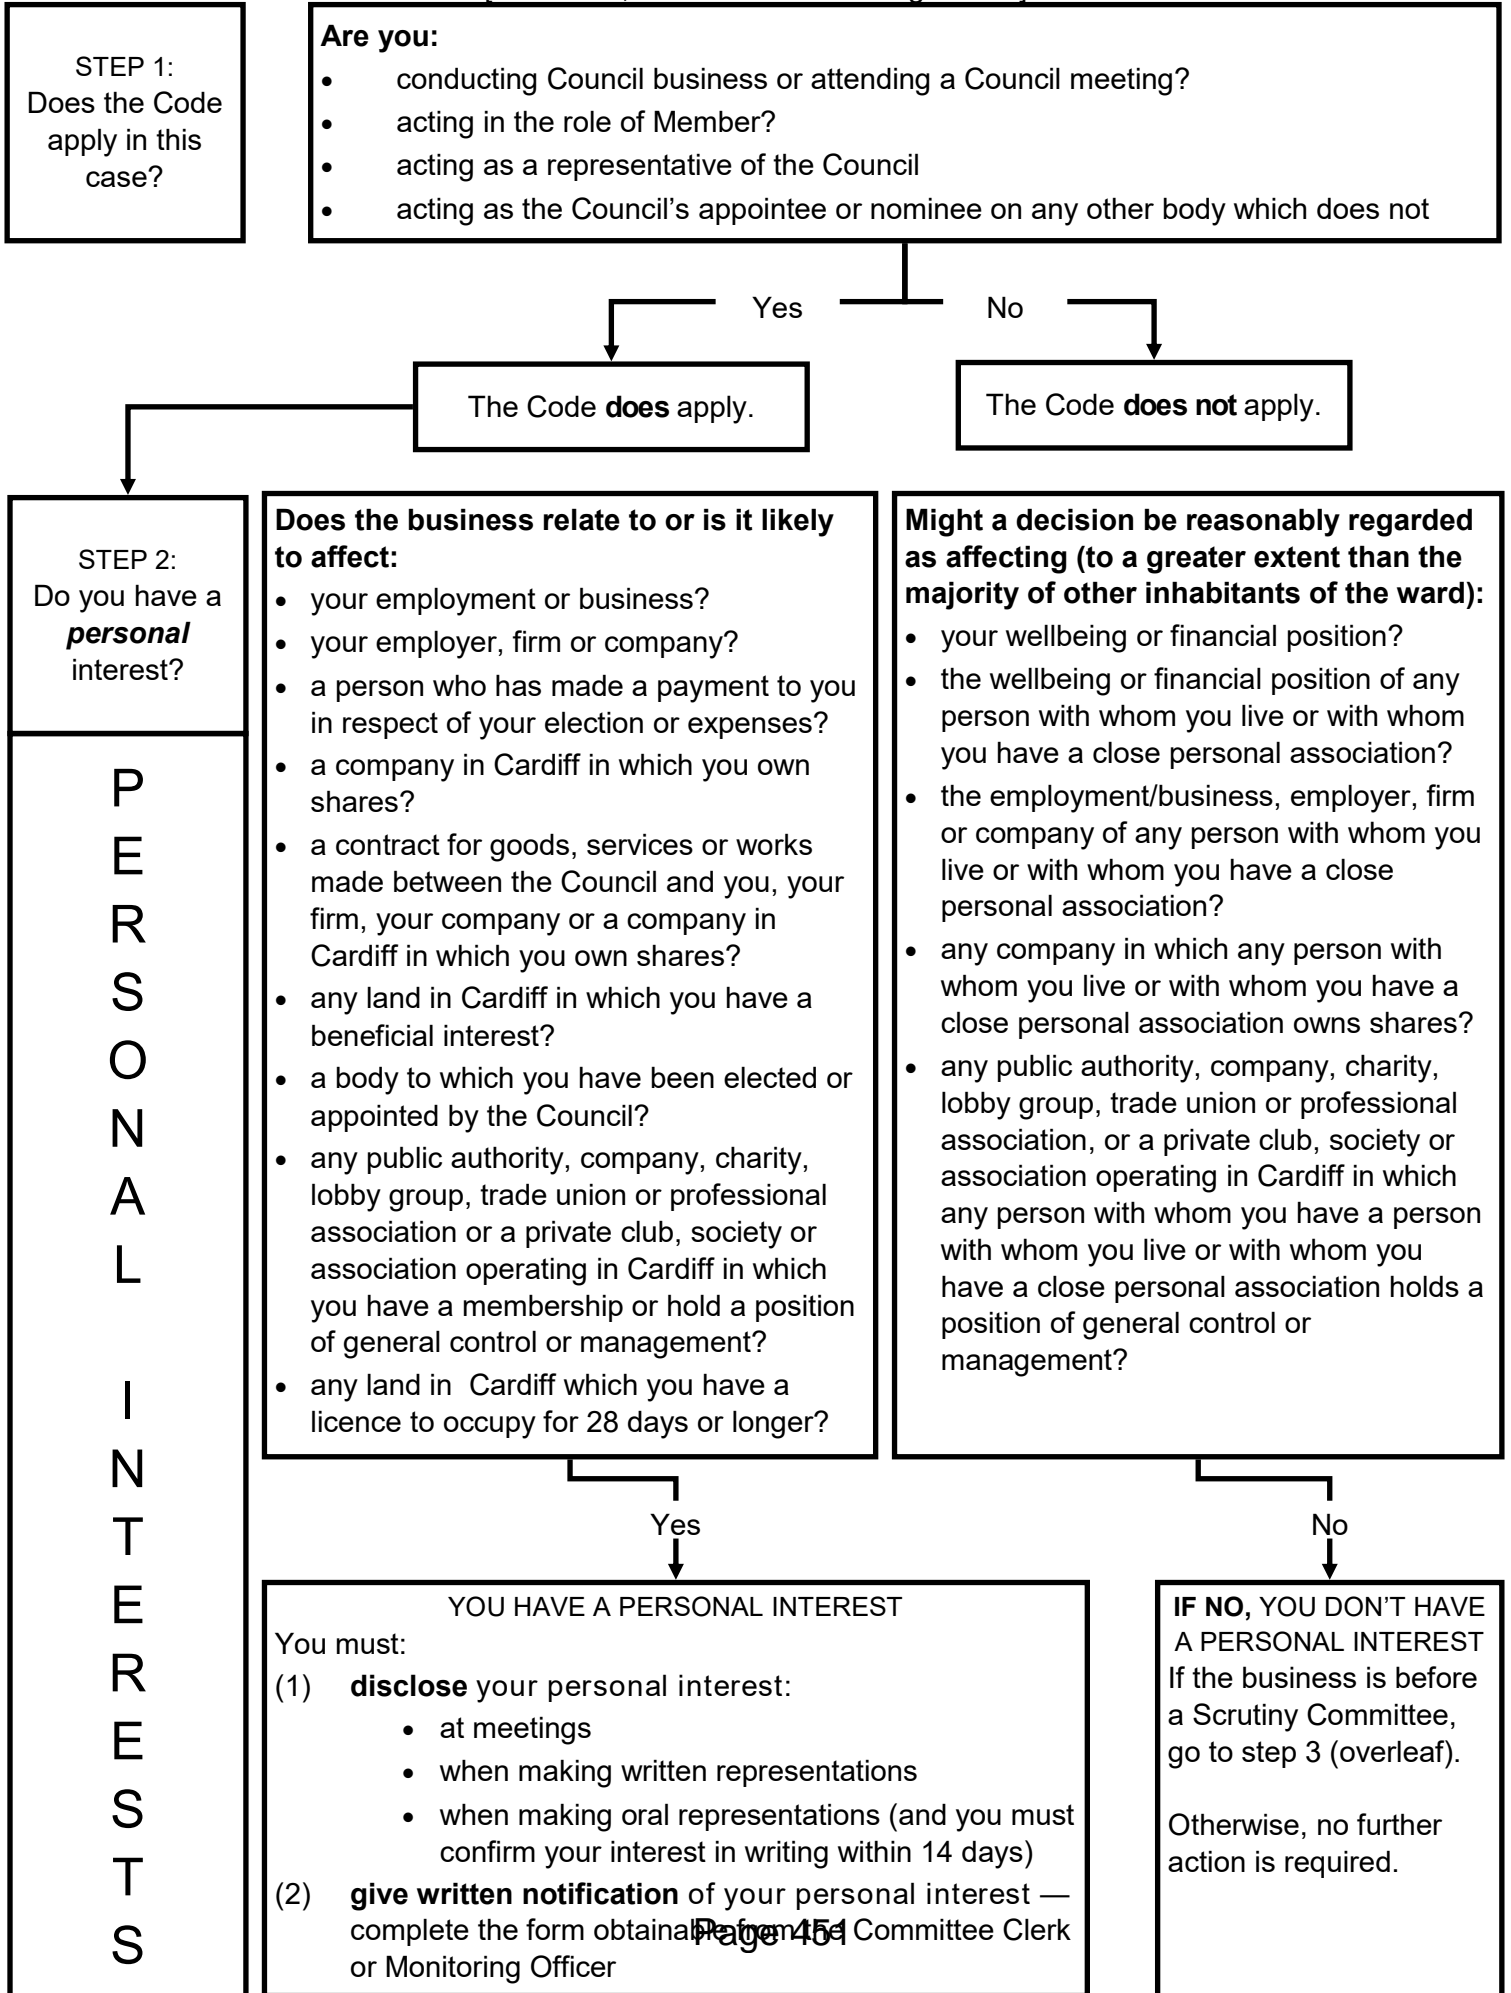 STEP 1:
Does the Code
apply in this
case?
Are you:
• conducting Council business or attending a Council meeting?
• acting in the role of Member?
• acting as a representative of the Council
• acting as the Council’s appointee or nominee on any other body which does not
Yes
No
The Code does apply.
The Code does not apply.
STEP 2:
Do you have a
personal
interest?
PERSONAL INTERESTS
Does the business relate to or is it likely
to affect:
• your employment or business?
• your employer, firm or company?
• a person who has made a payment to you
in respect of your election or expenses?
• a company in Cardiff in which you own
shares?
• a contract for goods, services or works
made between the Council and you, your
firm, your company or a company in
Cardiff in which you own shares?
• any land in Cardiff in which you have a
beneficial interest?
• a body to which you have been elected or
appointed by the Council?
• any public authority, company, charity,
lobby group, trade union or professional
association or a private club, society or
association operating in Cardiff in which
you have a membership or hold a position
of general control or management?
• any land in Cardiff which you have a
licence to occupy for 28 days or longer?
Might a decision be reasonably regarded
as affecting (to a greater extent than the
majority of other inhabitants of the ward):
• your wellbeing or financial position?
• the wellbeing or financial position of any
person with whom you live or with whom
you have a close personal association?
• the employment/business, employer, firm
or company of any person with whom you
live or with whom you have a close
personal association?
• any company in which any person with
whom you live or with whom you have a
close personal association owns shares?
• any public authority, company, charity,
lobby group, trade union or professional
association, or a private club, society or
association operating in Cardiff in which
any person with whom you have a person
with whom you live or with whom you
have a close personal association holds a
position of general control or
management?
Yes
No
YOU HAVE A PERSONAL INTEREST
You must:
(1) disclose your personal interest:
• at meetings
• when making written representations
• when making oral representations (and you must
confirm your interest in writing within 14 days)
(2) give written notification of your personal interest —
complete the form obtainable from the Committee Clerk
or Monitoring Officer
IF NO, YOU DON’T HAVE
A PERSONAL INTEREST
If the business is before
a Scrutiny Committee,
go to step 3 (overleaf).
Otherwise, no further
action is required.
Page 451